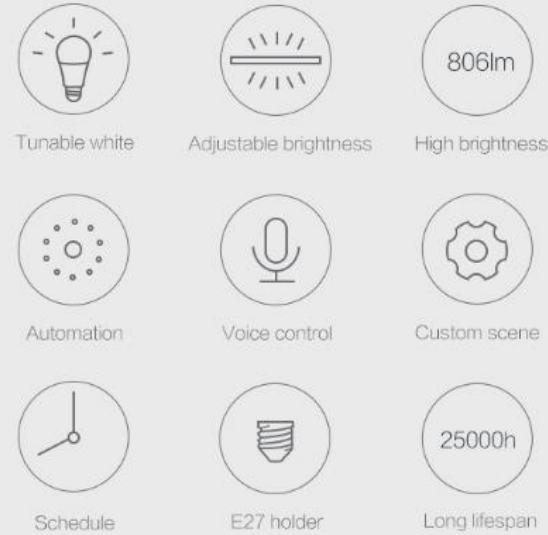 806lm
Tunable white
Adjustable brightness
High brightness
Automation
Voice control
Custom scene
25000h
Schedule
E27 holder
Long lifespan